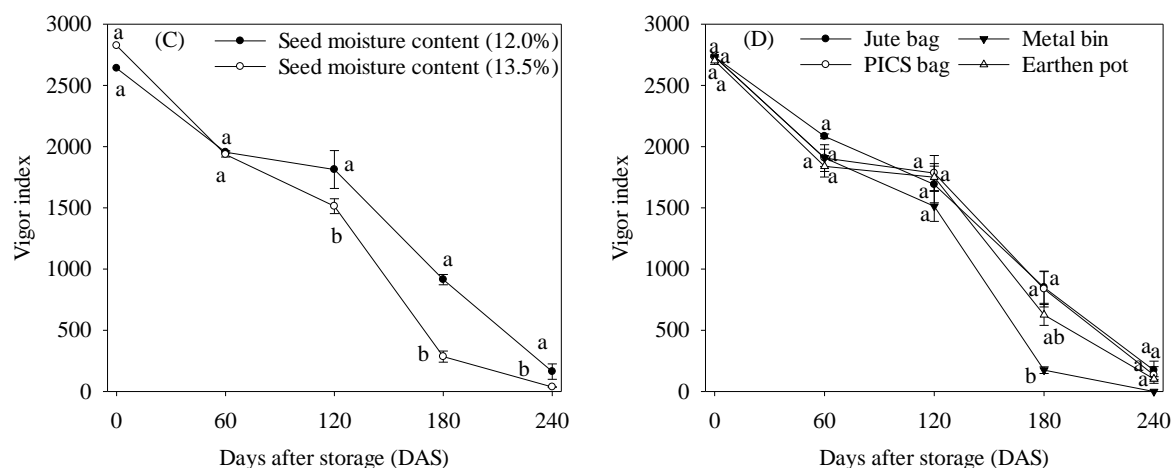 3000
2500
2000
1500
1000
500
0
Vigor index
(C)
Seed moisture content (12.0%)
Seed moisture content (13.5%)
a
a
a
a
a
b
a
b
a
b
0 60 120 180 240
Days after storage (DAS)
3000
2500
2000
1500
1000
500
0
Vigor index
(D)
Jute bag Metal bin
PICS bag Earthen pot
a
a
a
a
a
a
a
a
a
a
a
a
a
a
ab
b
a
a
a
a
0 60 120 180 240
Days after storage (DAS)